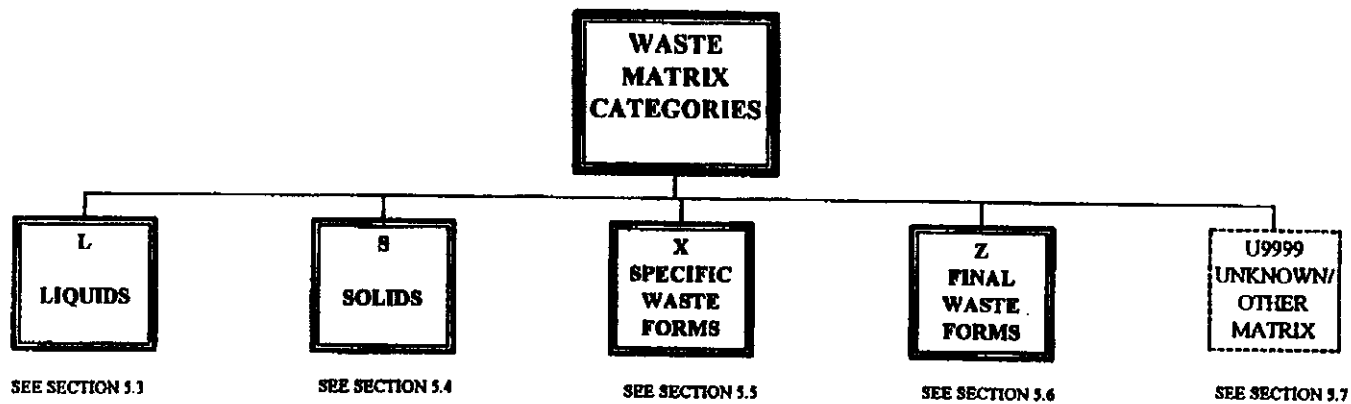 WASTE
MATRIX
CATEGORIES
L
LIQUIDS
S
SOLIDS
X
SPECIFIC
WASTE
FORMS
Z
FINAL
WASTE
FORMS
U9999
UNKNOWN/
OTHER
MATRIX
SEE SECTION 5.3
SEE SECTION 5.4
SEE SECTION 5.5
SEE SECTION 5.6
SEE SECTION 5.7